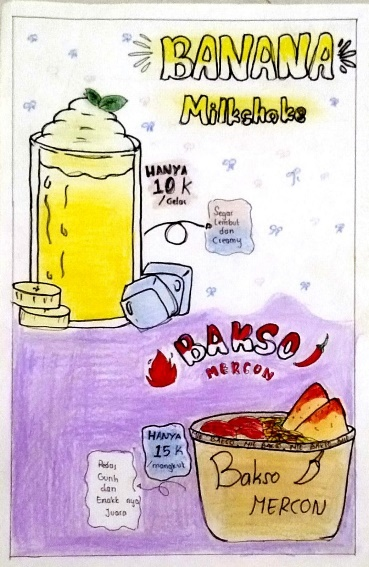 BANANA
Milkshake
HANYA
10 K
/Gelas
Segar
Lembut
dan
Creamy
BAKSO
MERCON
HANYA
15 K
/mangkuk
Pedas
Gurih
dan
Enakk nya
Juara
Bakso
MERCON